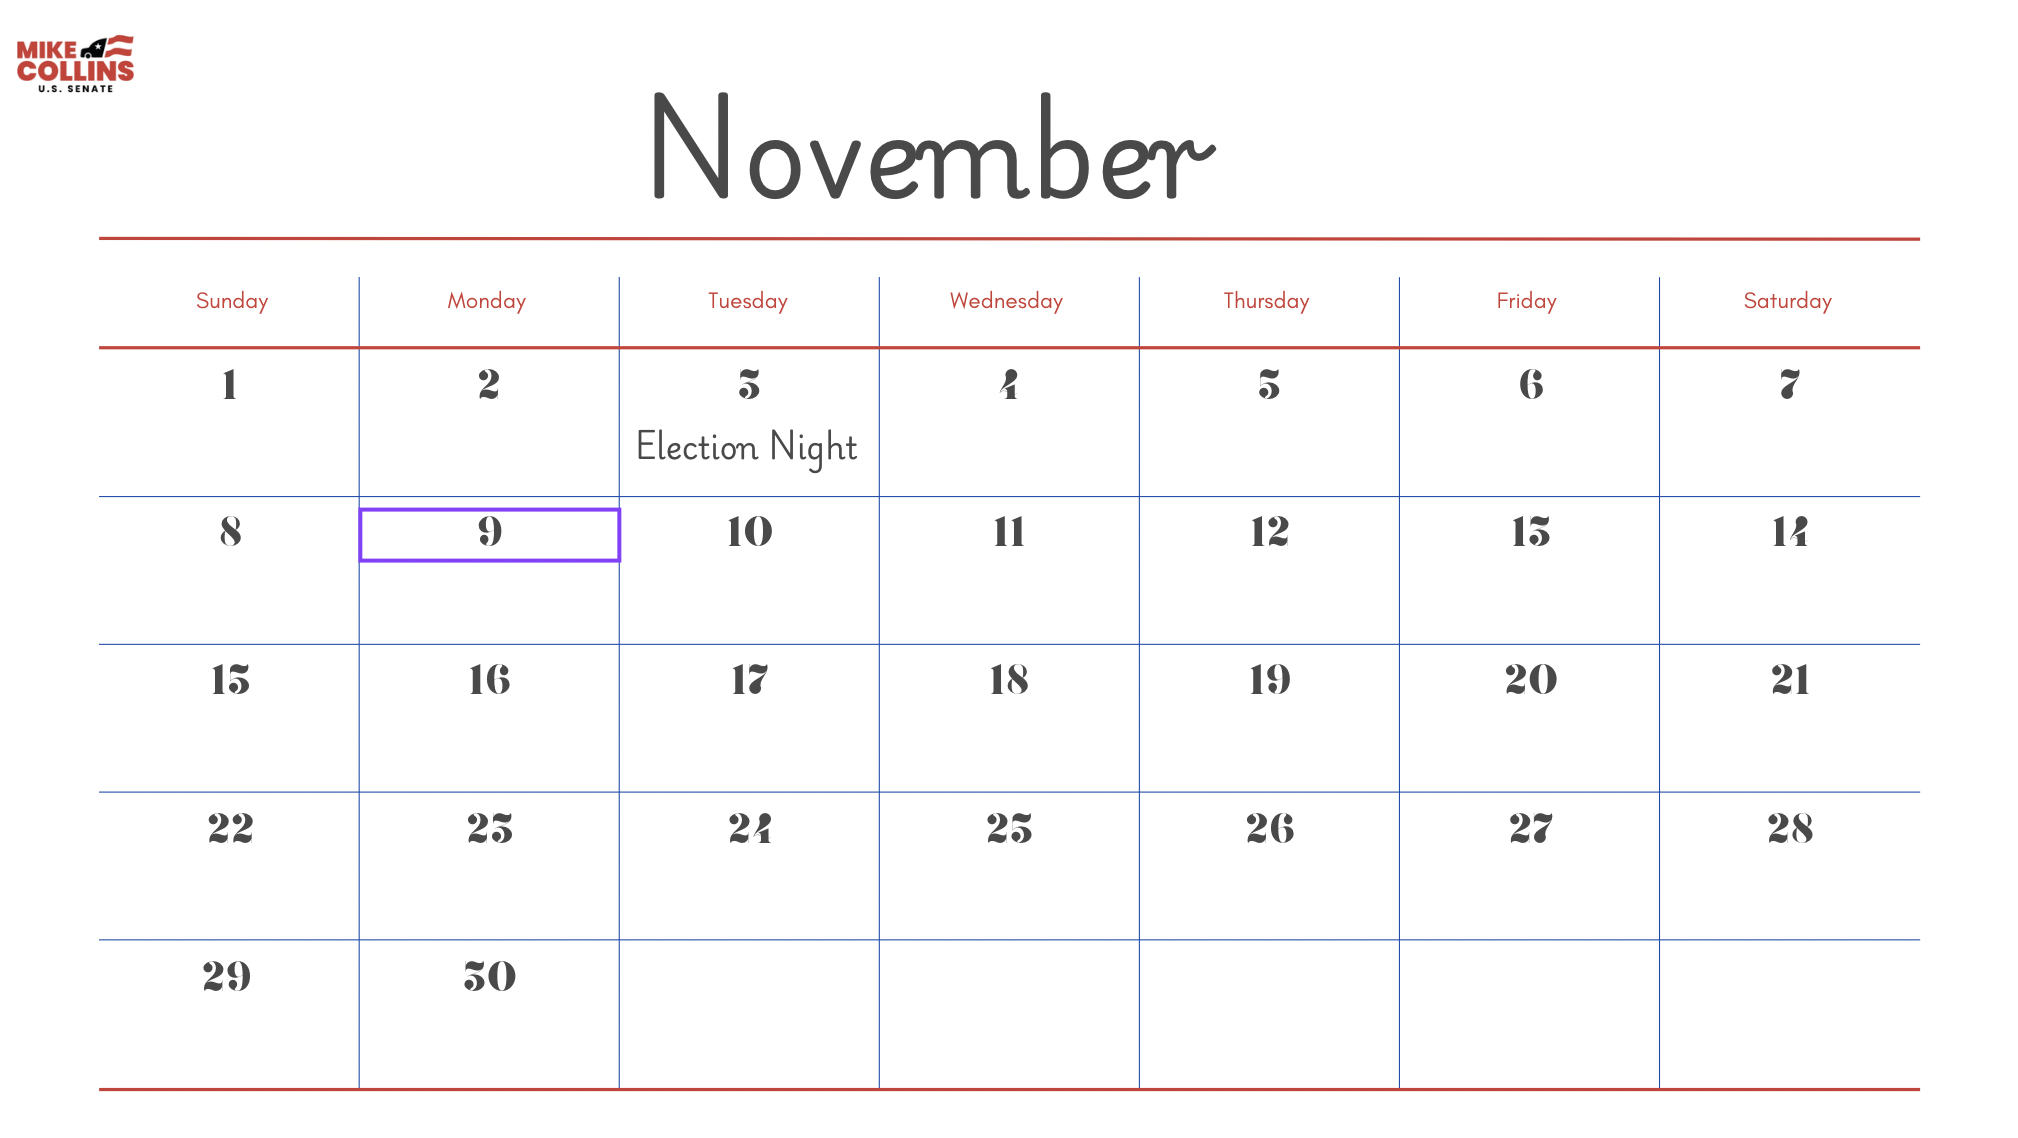 MIKE
COLLINS
U.S. SENATE
November
Sunday Monday Tuesday Wednesday Thursday Friday Saturday
1 2 3 4 5 6 7
Election Night
8 9 10 11 12 13 14
15 16 17 18 19 20 21
22 23 24 25 26 27 28
29 30